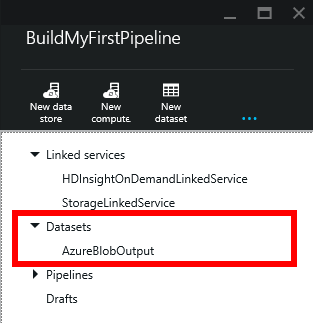 BuildMyFirstPipeline
New data store
New compute.
New dataset
...
Linked services
HDInsightOnDemandLinkedService
StorageLinkedService
Datasets
AzureBlobOutput
Pipelines
Drafts